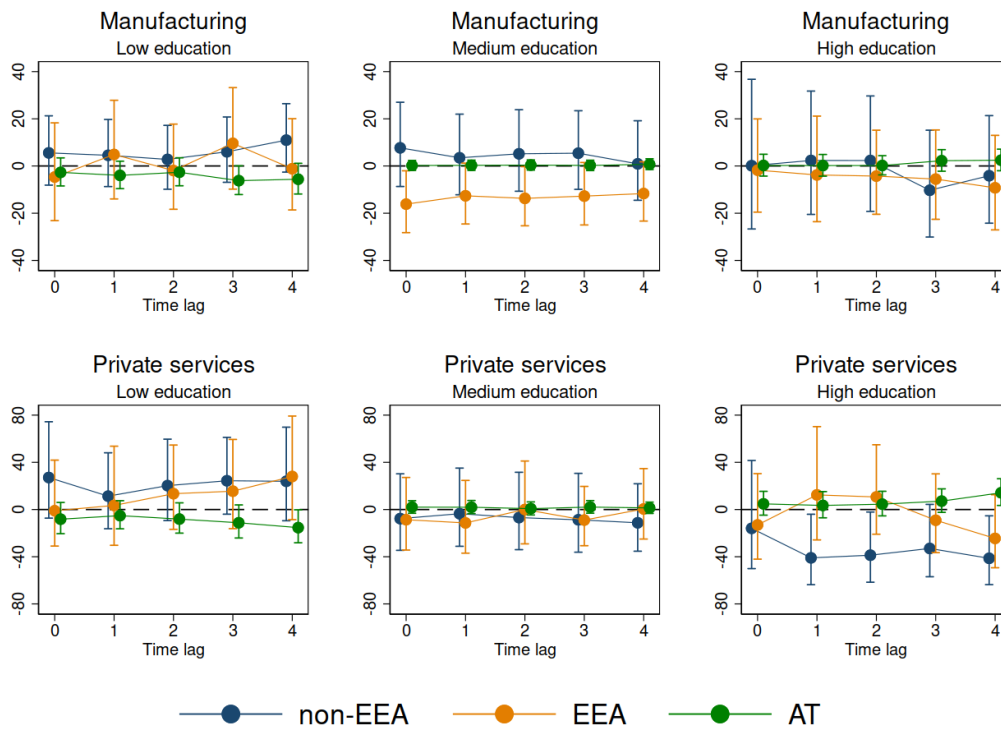 Manufacturing Manufacturing Manufacturing
Low education Medium education High education
40 40 40
20 20 20
0 0 0
-20 -20 -20
-40 -40 -40
0 1 2 3 4 0 1 2 3 4 0 1 2 3 4
Time lag Time lag Time lag
Private services Private services Private services
Low education Medium education High education
80 80 80
40 40 40
0 0 0
-40 -40 -40
-80 -80 -80
0 1 2 3 4 0 1 2 3 4 0 1 2 3 4
Time lag Time lag Time lag
non-EEA EEA AT